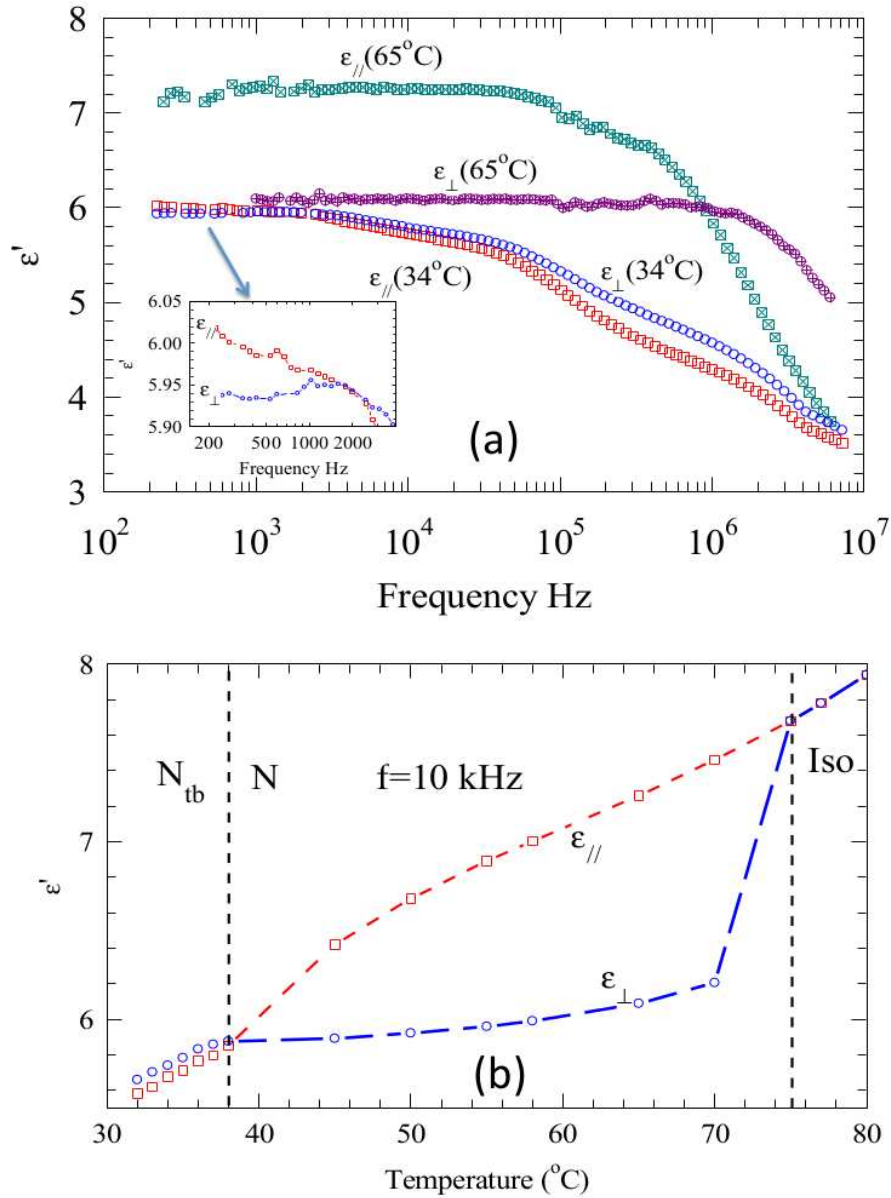 8
7
6
5
4
3
ε'
ε//(65°C)
ε⊥(65°C)
ε//(34°C)
ε⊥(34°C)
6.05
6.00
5.95
5.90
ε'
ε//
ε⊥
200 500 1000 2000
Frequency Hz
(a)
10² 10³ 10⁴ 10⁵ 10⁶ 10⁷
Frequency Hz
8
7
6
ε'
Ntb N f=10 kHz Iso
ε//
ε⊥
(b)
30 40 50 60 70 80
Temperature (°C)